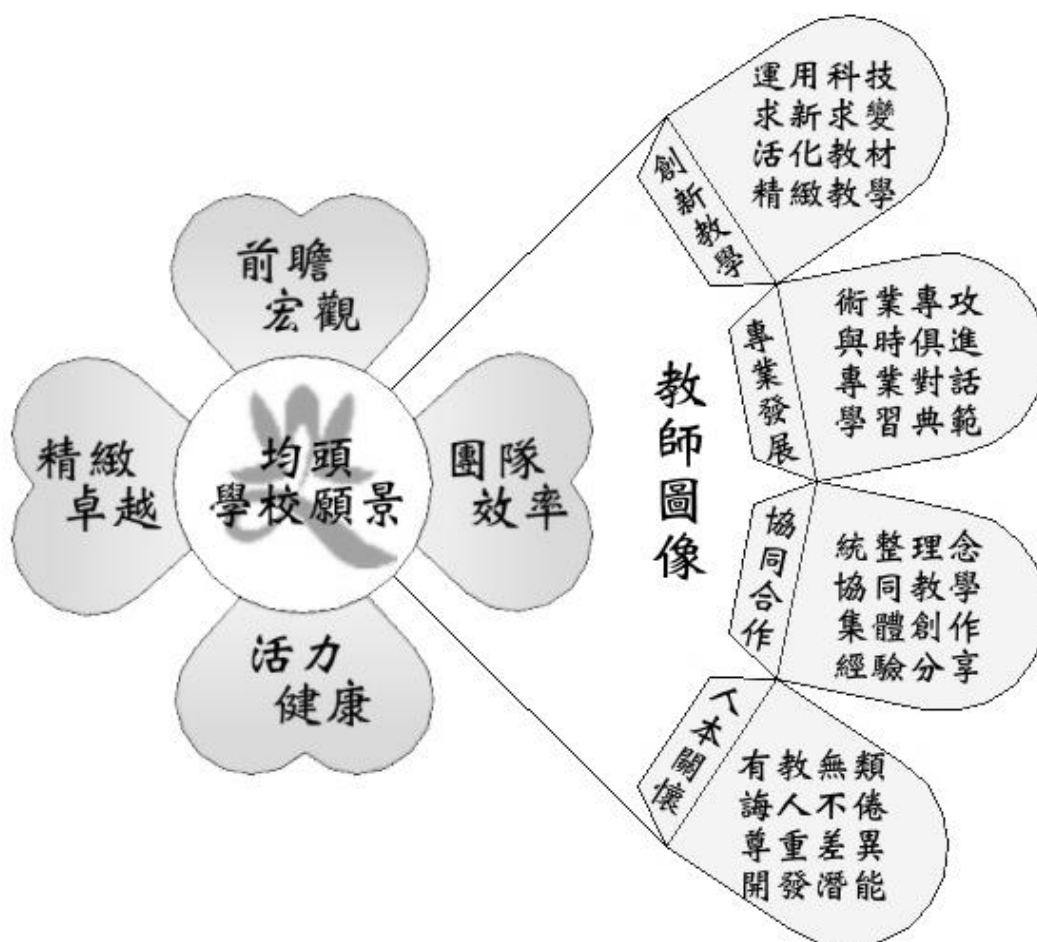 前瞻
宏觀
精緻
卓越
均頭
學校願景
團隊
效率
活力
健康
教師圖像
創新教學
運用科技
求新求變
活化教材
精緻教學
專業發展
術業專攻
與時俱進
專業對話
學習典範
協同合作
統整理念
協同教學
集體創作
經驗分享
人本關懷
有教無類
誨人不倦
尊重差異
開發潛能